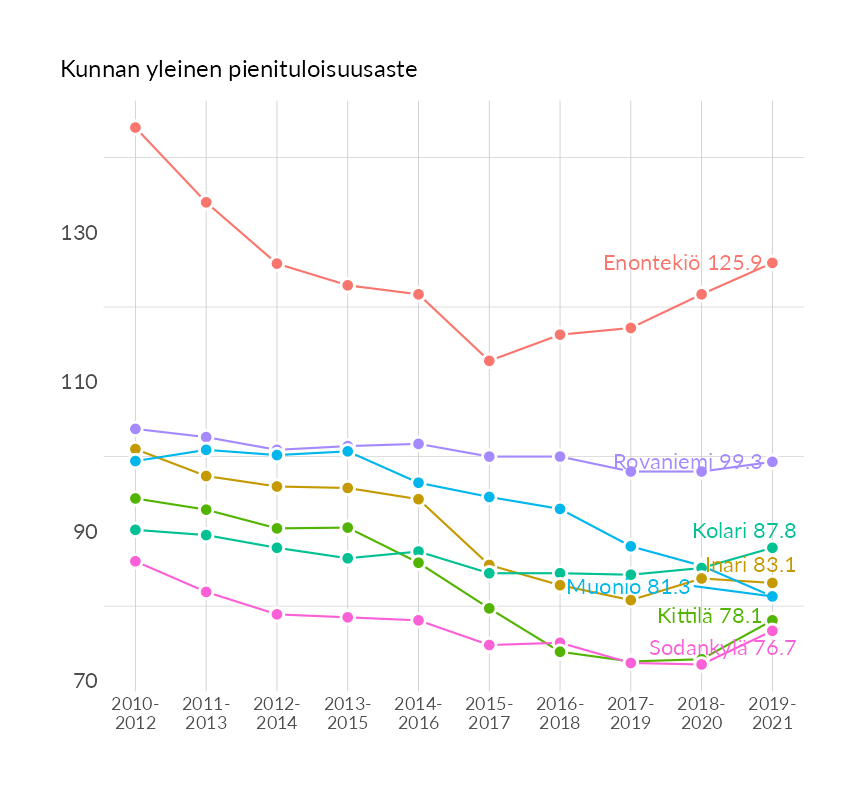 Kunnan yleinen pienituloisuusaste
130
Enontekiö 125.9
110
Rovaniemi 99.3
90
Kolari 87.8
Inari 83.1
Muonio 81.3
Kittilä 78.1
Sodankylä 76.7
70
2010- 2011- 2012- 2013- 2014- 2015- 2016- 2017- 2018- 2019-
2012 2013 2014 2015 2016 2017 2018 2019 2020 2021